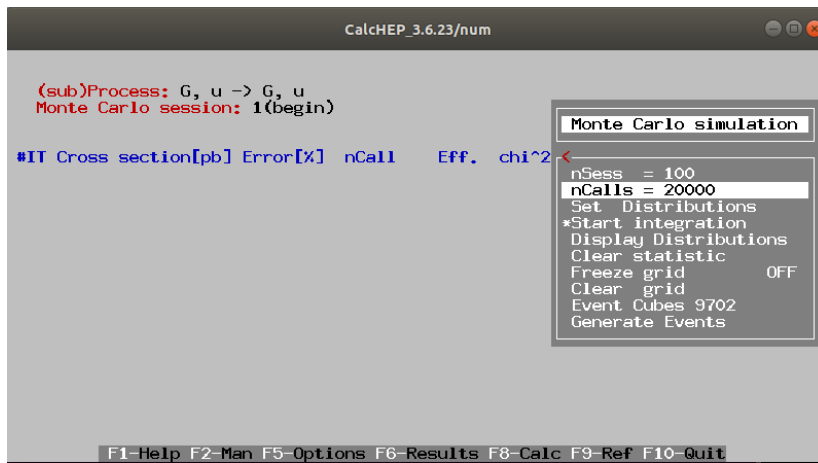 CalcHEP_3.6.23/num
(sub)Process: G, u -> G, u
Monte Carlo session: 1(begin)
Monte Carlo simulation
#IT Cross section[pb] Error[%] nCall Eff. chi^2
<
nSess = 100
nCalls = 20000
Set Distributions
*Start integration
Display Distributions
Clear statistic
Freeze grid OFF
Clear grid
Event Cubes 9702
Generate Events
F1-Help F2-Man F5-Options F6-Results F8-Calc F9-Ref F10-Quit